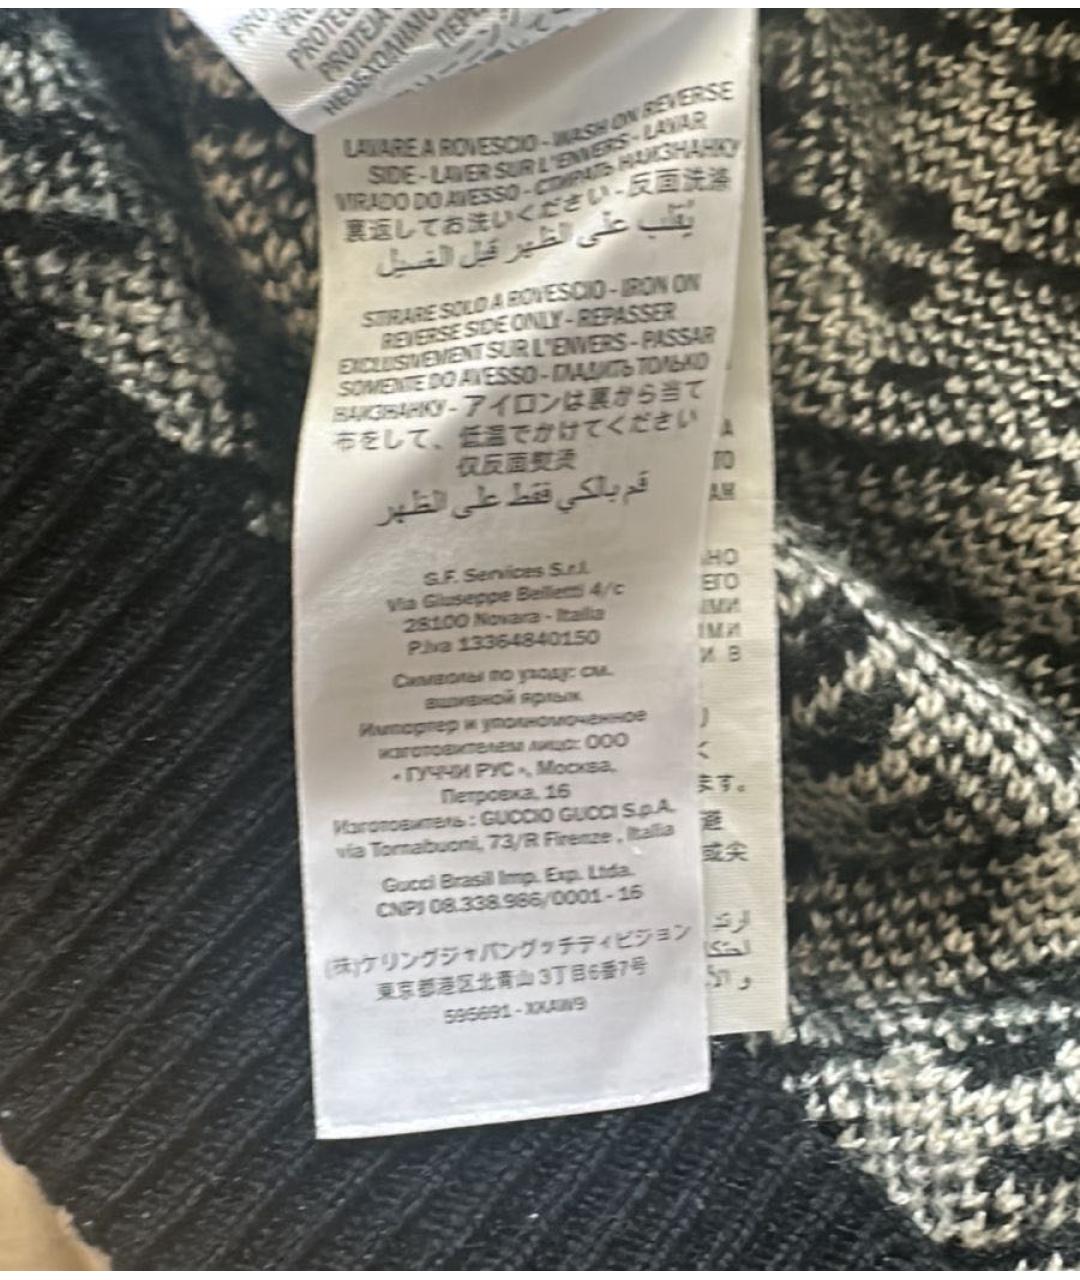 PROTEJA
НЕОБХОДИМО
LAVARE A ROVESCIO - WASH ON REVERSE
SIDE - LAVER SUR L'ENVERS - LAVAR
VIRADO DO AVESSO - СТИРАТЬ НАИЗНАНКУ
裏返してお洗いください - 反面洗涤
يقلب على الظهر قبل الغسيل
STIRARE SOLO A ROVESCIO - IRON ON
REVERSE SIDE ONLY - REPASSER
EXCLUSIVEMENT SUR L'ENVERS - PASSAR
SOMENTE DO AVESSO - ГЛАДИТЬ ТОЛЬКО
НАИЗНАНКУ - アイロンは裏から当て
布をして、低温でかけてください
仅反面熨烫
قم بالكي فقط على الظهر
G.F. Services S.r.l.
Via Giuseppe Belletti 4/c
28100 Novara - Italia
P.Iva 13364840150
Символы по уходу: см.
вшивной ярлык
Импортер и уполномоченное
изготовителем лицо: ООО
«ГУЧЧИ РУС», Москва,
Петровка, 16
Изготовитель : GUCCIO GUCCI S.p.A.
via Tornabuoni, 73/R Firenze , Italia
Gucci Brasil Imp. Exp. Ltda.
CNPJ 08.338.986/0001 - 16
(株)ケリングジャパングッチディビジョン
東京都港区北青山 3丁目6番7号
595691 - XKAW9